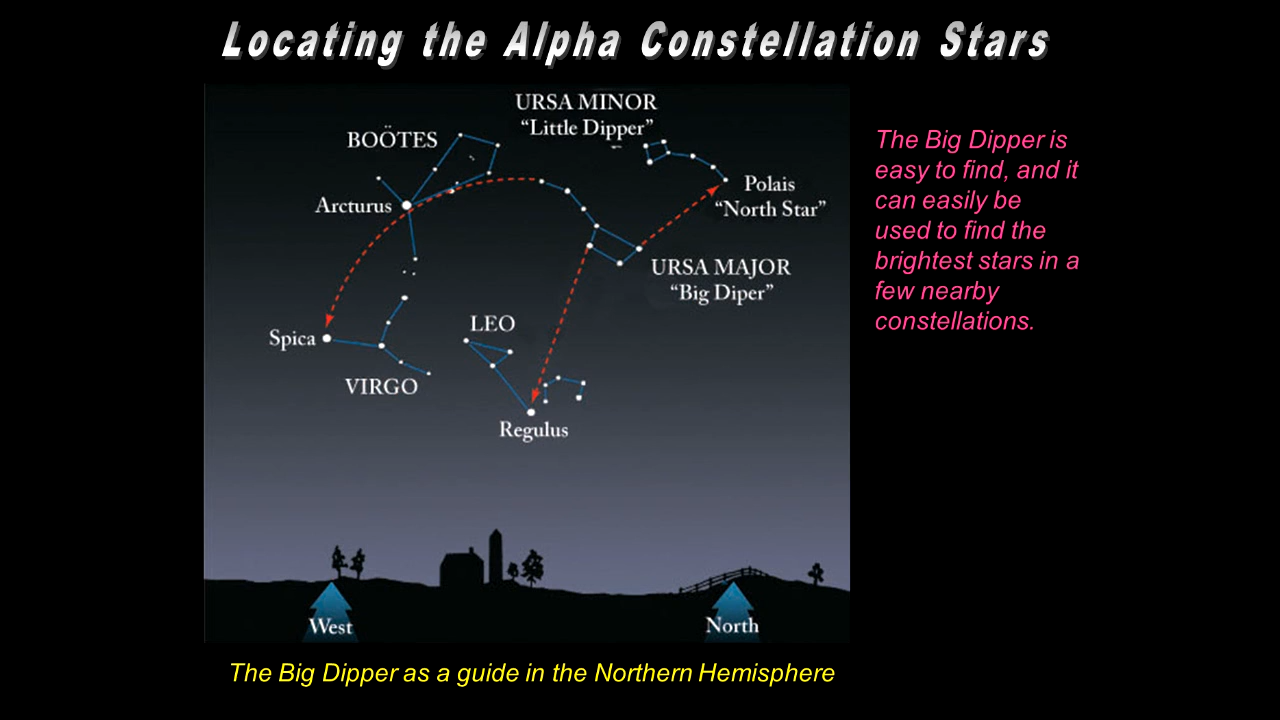 Locating the Alpha Constellation Stars
URSA MINOR
“Little Dipper”
BOÖTES
Polais
“North Star”
Arcturus
URSA MAJOR
“Big Diper”
Spica
LEO
VIRGO
Regulus
West
North
The Big Dipper is
easy to find, and it
can easily be
used to find the
brightest stars in a
few nearby
constellations.
The Big Dipper as a guide in the Northern Hemisphere